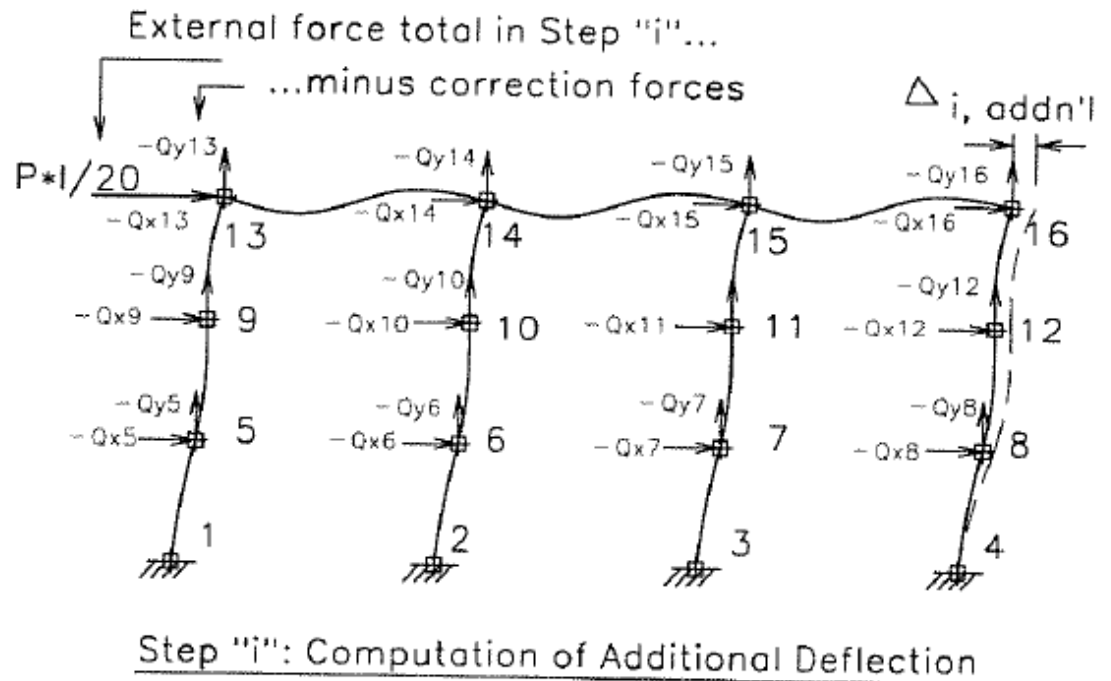 External force total in Step "i"...
...minus correction forces
△ i, addn'l
-Qy13
-Qy14
-Qy15
-Qy16
P*I/20
-Qx13
-Qx14
-Qx15
-Qx16
13
14
15
16
-Qy9
-Qy10
-Qy12
-Qx9
9
-Qx10
10
-Qx11
11
-Qx12
12
-Qy5
-Qy6
-Qy7
-Qy8
-Qx5
5
-Qx6
6
-Qx7
7
-Qx8
8
1
2
3
4
Step "i": Computation of Additional Deflection